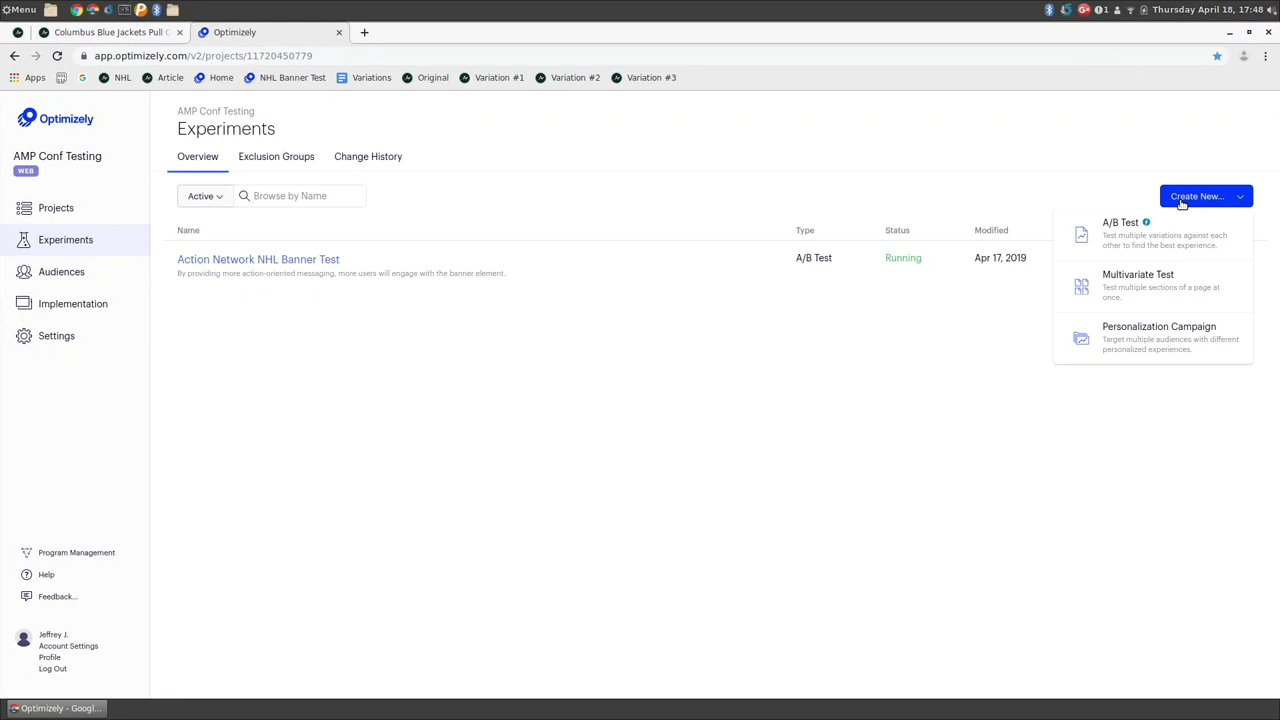 Menu
1
Thursday April 18, 17:48
Columbus Blue Jackets Pull
Optimizely
app.optimizely.com/v2/projects/11720450779
Apps
NHL
Article
Home
NHL Banner Test
Variations
Original
Variation #1
Variation #2
Variation #3
Optimizely
AMP Conf Testing
WEB
Projects
Experiments
Audiences
Implementation
Settings
Program Management
Help
Feedback...
Jeffrey J.
Account Settings
Profile
Log Out
AMP Conf Testing
Experiments
Overview
Exclusion Groups
Change History
Active
Browse by Name
Create New...
Name
Type
Status
Modified
Action Network NHL Banner Test
By providing more action-oriented messaging, more users will engage with the banner element.
A/B Test
Running
Apr 17, 2019
A/B Test
Test multiple variations against each
other to find the best experience.
Multivariate Test
Test multiple sections of a page at
once.
Personalization Campaign
Target multiple audiences with different
personalized experiences.
Optimizely - Googl...